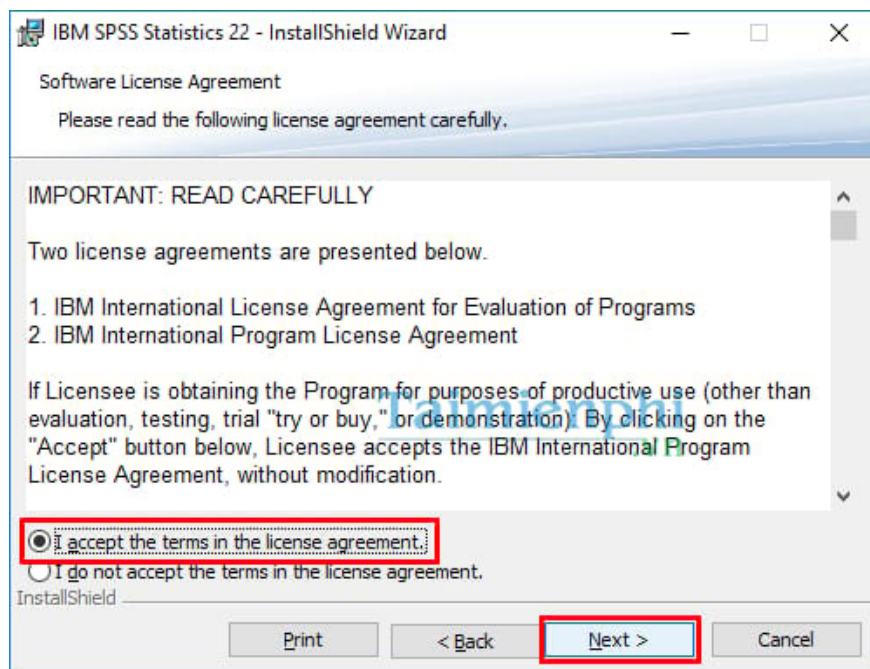 IBM SPSS Statistics 22 - InstallShield Wizard
Software License Agreement
Please read the following license agreement carefully.
IMPORTANT: READ CAREFULLY
Two license agreements are presented below.
1. IBM International License Agreement for Evaluation of Programs
2. IBM International Program License Agreement
If Licensee is obtaining the Program for purposes of productive use (other than
evaluation, testing, trial "try or buy," or demonstration): By clicking on the
"Accept" button below, Licensee accepts the IBM International Program
License Agreement, without modification.
Taimienphi
.vn
I accept the terms in the license agreement.
I do not accept the terms in the license agreement.
InstallShield
Print
< Back
Next >
Cancel